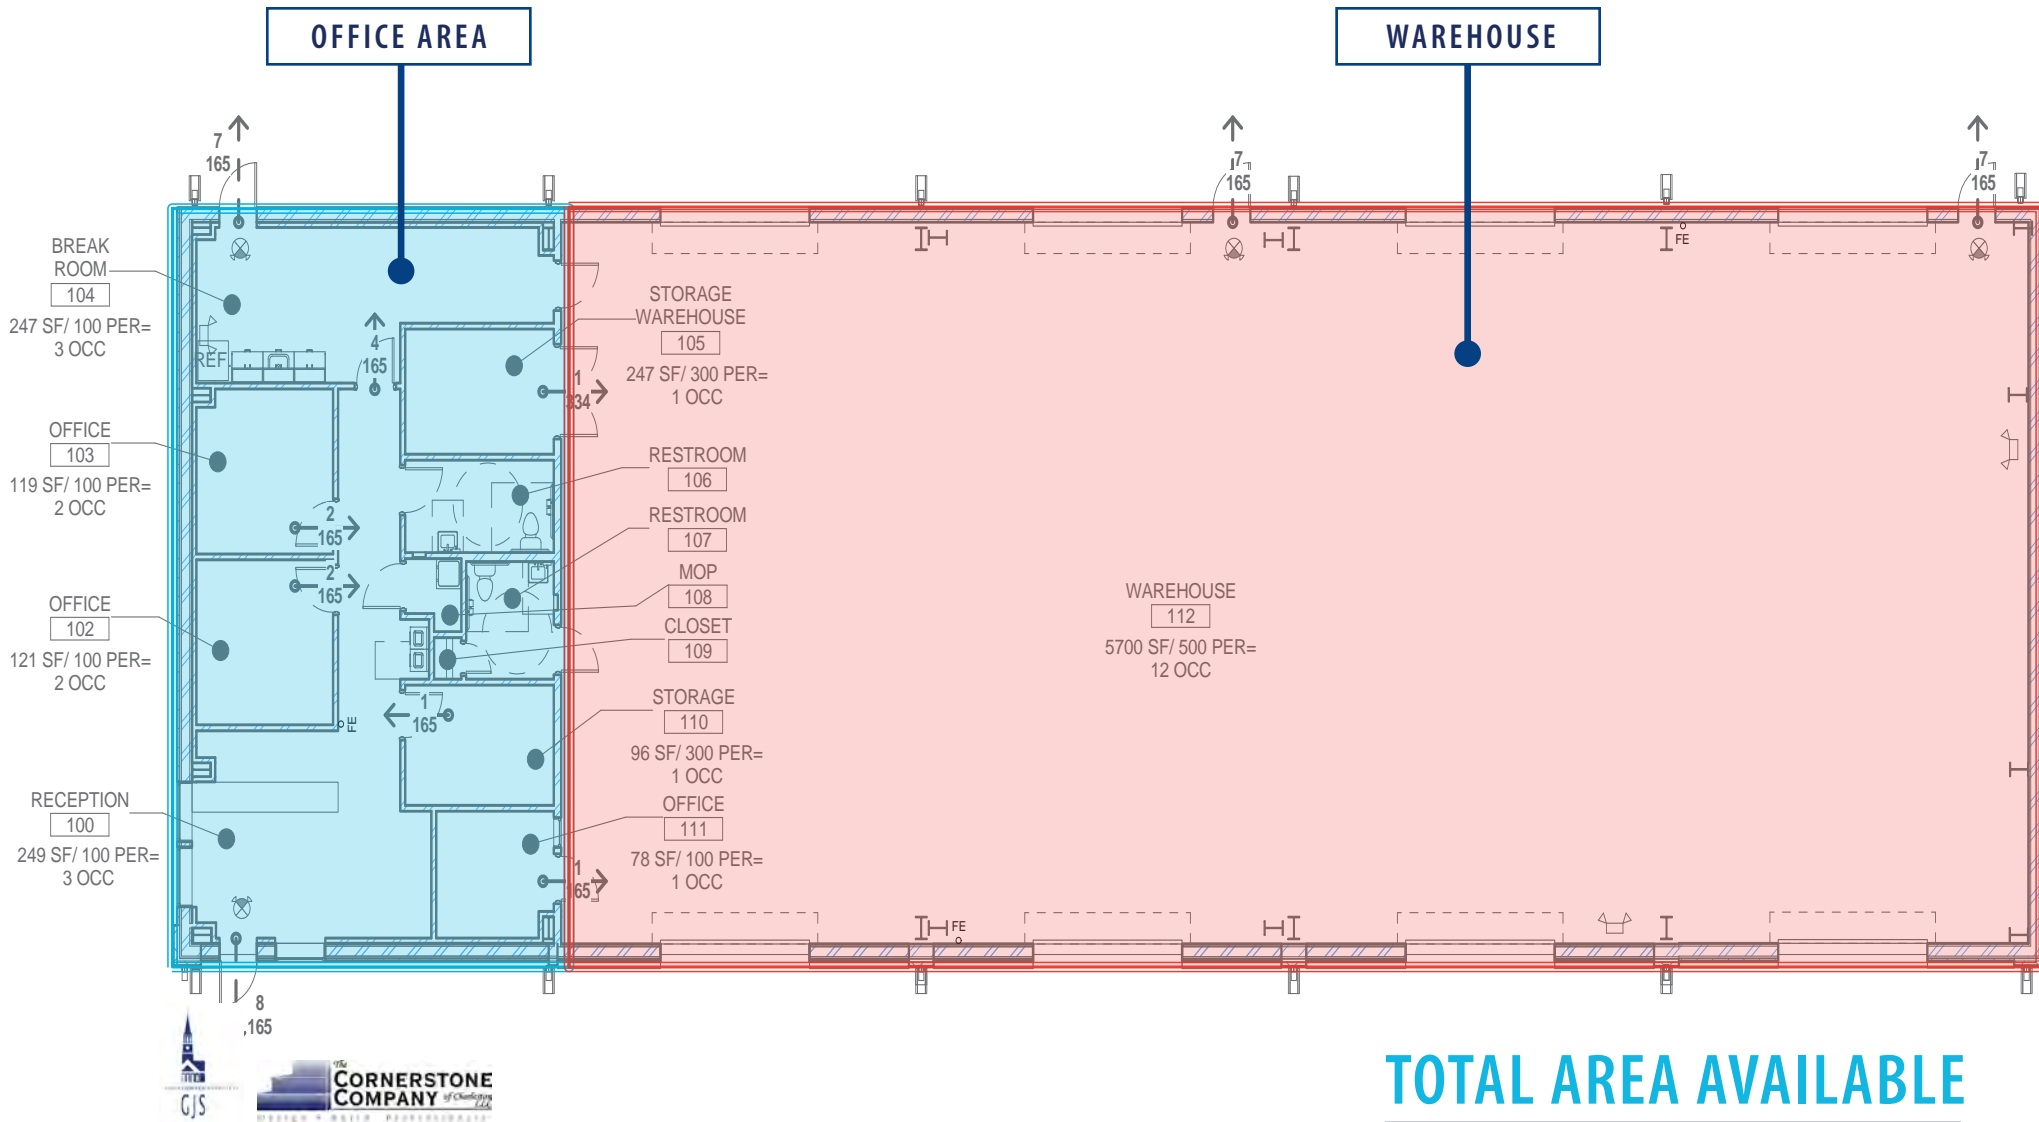 OFFICE AREA
WAREHOUSE
7
165
7
165
7
165
BREAK
ROOM
104
247 SF/ 100 PER=
3 OCC
REF.
4
165
STORAGE
WAREHOUSE
105
247 SF/ 300 PER=
1 OCC
1
334
FE
OFFICE
103
119 SF/ 100 PER=
2 OCC
2
165
RESTROOM
106
RESTROOM
107
MOP
108
CLOSET
109
2
165
OFFICE
102
121 SF/ 100 PER=
2 OCC
WAREHOUSE
112
5700 SF/ 500 PER=
12 OCC
FE
1
165
STORAGE
110
96 SF/ 300 PER=
1 OCC
RECEPTION
100
249 SF/ 100 PER=
3 OCC
OFFICE
111
78 SF/ 100 PER=
1 OCC
1
165
FE
8
,165
GJS
The
CORNERSTONE
COMPANY of Charleston
TOTAL AREA AVAILABLE